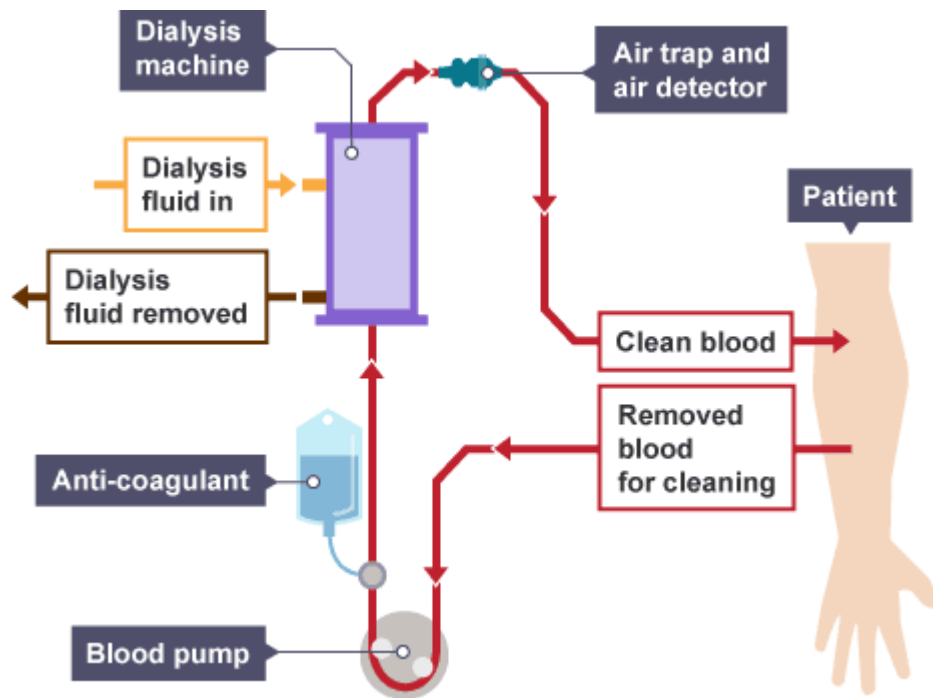 Dialysis
machine
Air trap and
air detector
Dialysis
fluid in
Patient
Dialysis
fluid removed
Clean blood
Removed
blood
for cleaning
Anti-coagulant
Blood pump